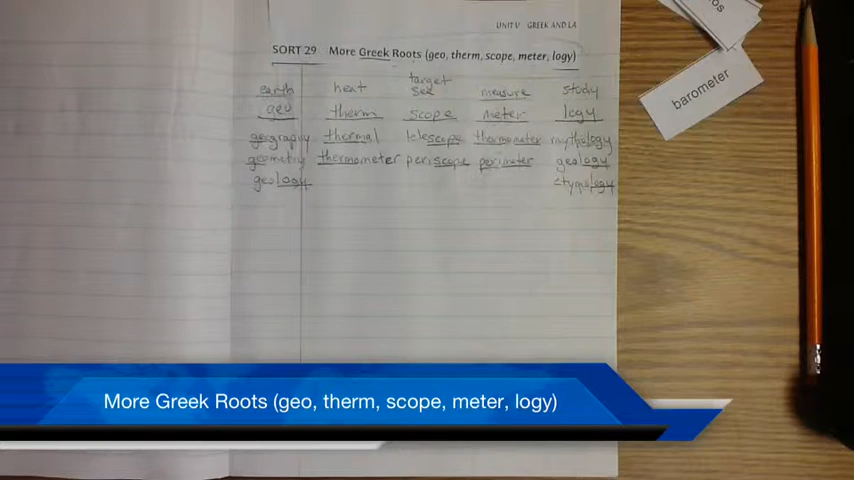 os
UNIT V GREEK AND LA
SORT 29 More Greek Roots (geo, therm, scope, meter, logy)
barometer
earth heat target see measure study
geo therm scope meter logy
geography thermal telescope thermometer mythology
geometry thermometer periscope perimeter geology
geology etymology
More Greek Roots (geo, therm, scope, meter, logy)